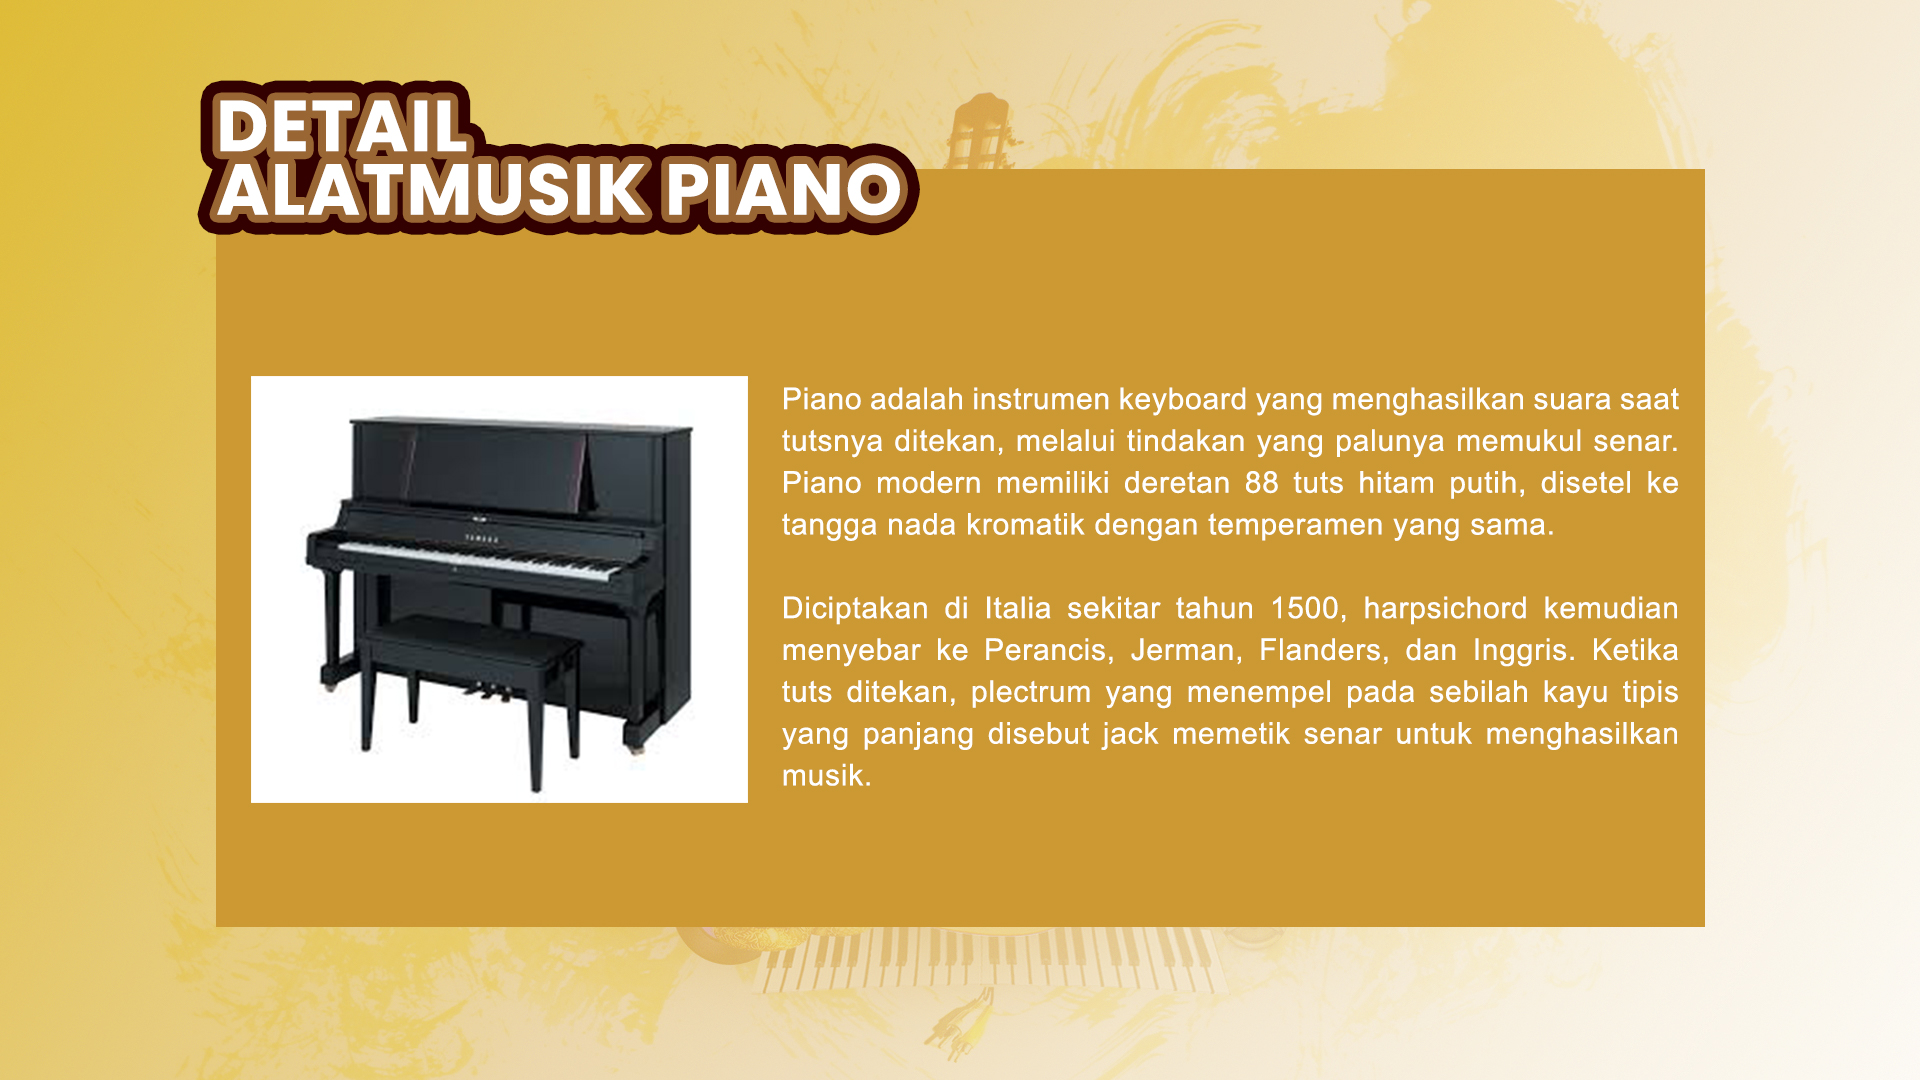 DETAIL
ALATMUSIK PIANO
YAMAHA
Piano adalah instrumen keyboard yang menghasilkan suara saat
tutsnya ditekan, melalui tindakan yang palunya memukul senar.
Piano modern memiliki deretan 88 tuts hitam putih, disetel ke
tangga nada kromatik dengan temperamen yang sama.
Diciptakan di Italia sekitar tahun 1500, harpsichord kemudian
menyebar ke Perancis, Jerman, Flanders, dan Inggris. Ketika
tuts ditekan, plectrum yang menempel pada sebilah kayu tipis
yang panjang disebut jack memetik senar untuk menghasilkan
musik.